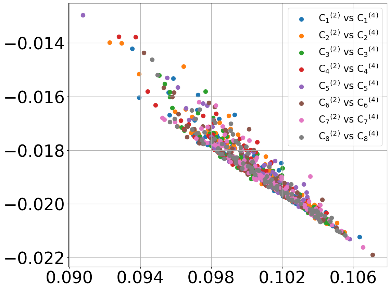 −0.014
−0.016
−0.018
−0.020
−0.022
0.090
0.094
0.098
0.102
0.106
C₁⁽²⁾ vs C₁⁽⁴⁾
C₂⁽²⁾ vs C₂⁽⁴⁾
C₃⁽²⁾ vs C₃⁽⁴⁾
C₄⁽²⁾ vs C₄⁽⁴⁾
C₅⁽²⁾ vs C₅⁽⁴⁾
C₆⁽²⁾ vs C₆⁽⁴⁾
C₇⁽²⁾ vs C₇⁽⁴⁾
C₈⁽²⁾ vs C₈⁽⁴⁾